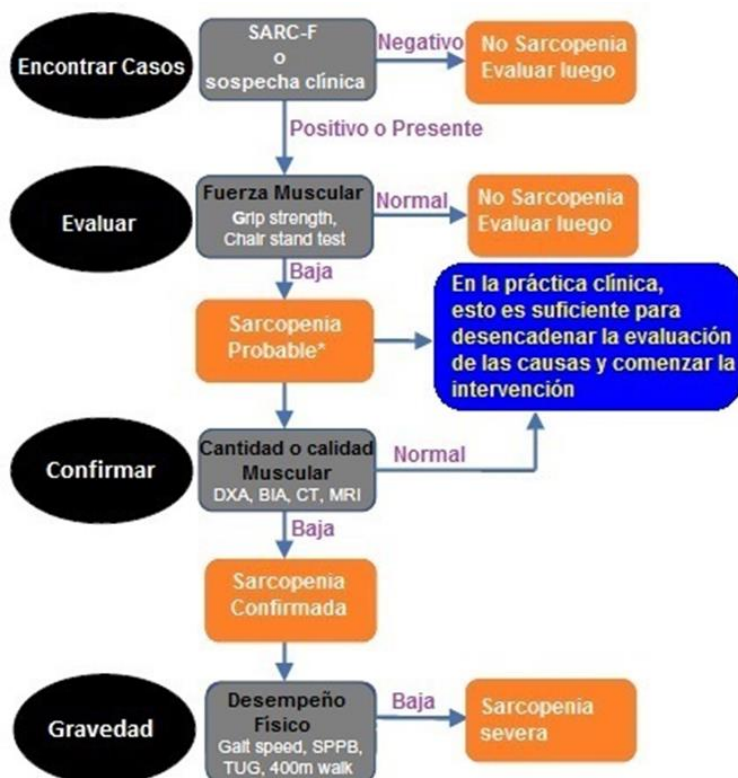 Encontrar Casos
SARC-F
o
sospecha clínica
Negativo
No Sarcopenia
Evaluar luego
Positivo o Presente
Evaluar
Fuerza Muscular
Grip strength,
Chair stand test
Normal
No Sarcopenia
Evaluar luego
Baja
Sarcopenia
Probable*
En la práctica clínica,
esto es suficiente para
desencadenar la evaluación
de las causas y comenzar la
intervención
Confirmar
Cantidad o calidad
Muscular
DXA, BIA, CT, MRI
Normal
Baja
Sarcopenia
Confirmada
Gravedad
Desempeño
Físico
Gait speed, SPPB,
TUG, 400m walk
Baja
Sarcopenia
severa